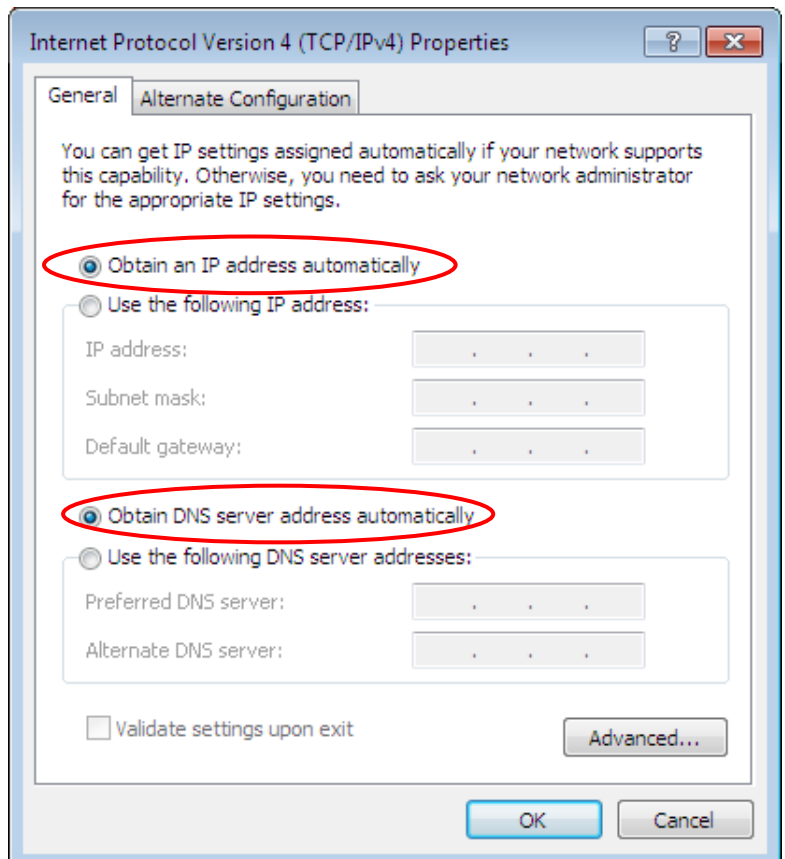 Internet Protocol Version 4 (TCP/IPv4) Properties
General
Alternate Configuration
You can get IP settings assigned automatically if your network supports
this capability. Otherwise, you need to ask your network administrator
for the appropriate IP settings.
Obtain an IP address automatically
Use the following IP address:
IP address:
Subnet mask:
Default gateway:
Obtain DNS server address automatically
Use the following DNS server addresses:
Preferred DNS server:
Alternate DNS server:
Validate settings upon exit
Advanced...
OK
Cancel